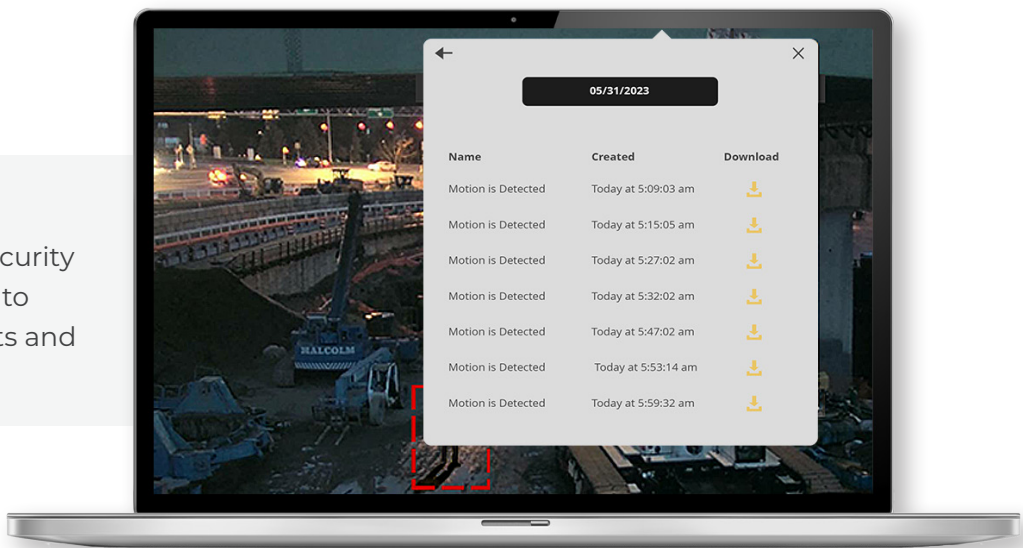 curity
to
ts and
05/31/2023
Name Created Download
Motion is Detected Today at 5:09:03 am
Motion is Detected Today at 5:15:05 am
Motion is Detected Today at 5:27:02 am
Motion is Detected Today at 5:32:02 am
Motion is Detected Today at 5:47:02 am
Motion is Detected Today at 5:53:14 am
Motion is Detected Today at 5:59:32 am
MALCOLM